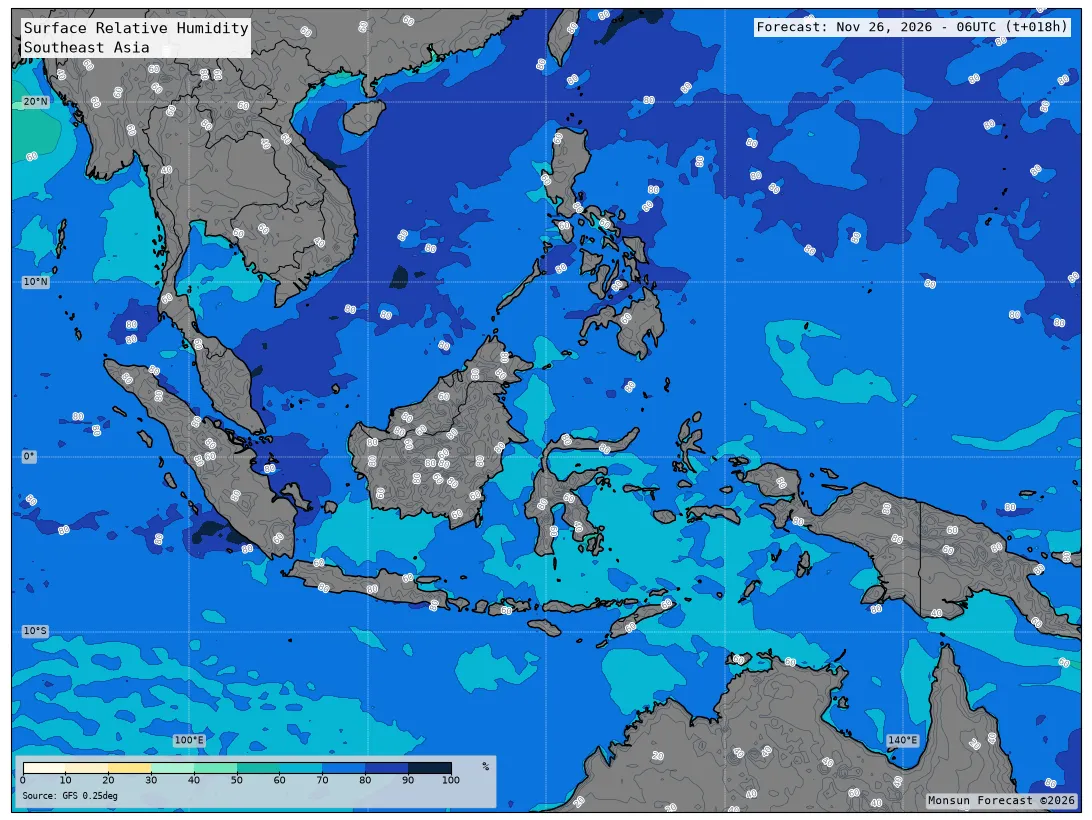 Surface Relative Humidity
Southeast Asia
Forecast: Nov 26, 2026 - 06UTC (t+018h)
20°N
10°N
0°
10°S
100°E
140°E
0 10 20 30 40 50 60 70 80 90 100 %
Source: GFS 0.25deg
Monsun Forecast ©2026